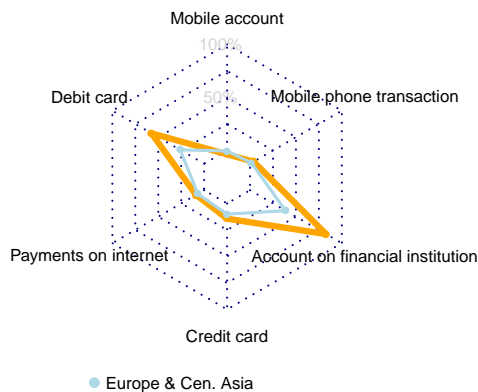 Mobile account
100%
Debit card
50%
Mobile phone transaction
Payments on internet
Account on financial institution
Credit card
Europe & Cen. Asia